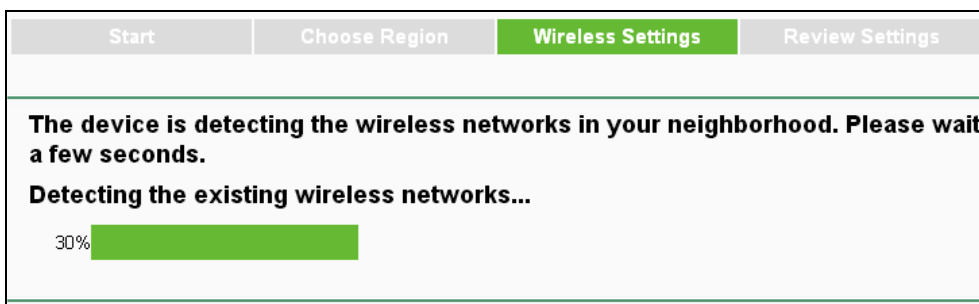 Start Choose Region Wireless Settings Review Settings
The device is detecting the wireless networks in your neighborhood. Please wait
a few seconds.
Detecting the existing wireless networks...
30%